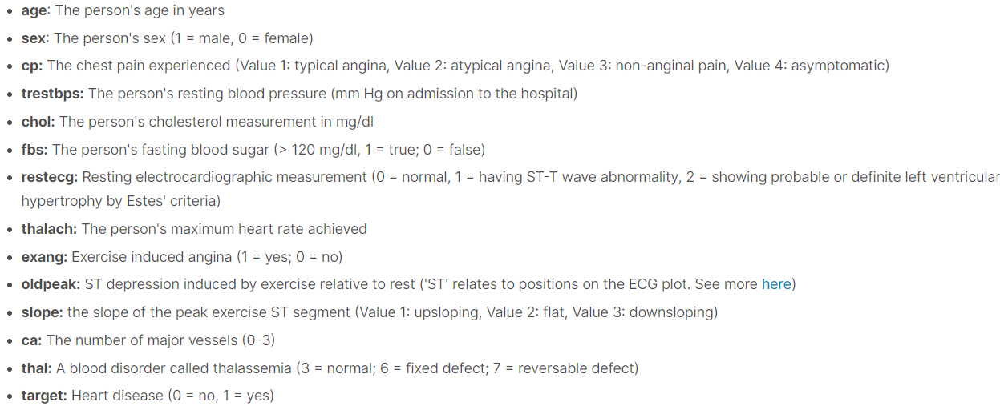 • age: The person's age in years
• sex: The person's sex (1 = male, 0 = female)
• cp: The chest pain experienced (Value 1: typical angina, Value 2: atypical angina, Value 3: non-anginal pain, Value 4: asymptomatic)
• trestbps: The person's resting blood pressure (mm Hg on admission to the hospital)
• chol: The person's cholesterol measurement in mg/dl
• fbs: The person's fasting blood sugar (> 120 mg/dl, 1 = true; 0 = false)
• restecg: Resting electrocardiographic measurement (0 = normal, 1 = having ST-T wave abnormality, 2 = showing probable or definite left ventricular
hypertrophy by Estes' criteria)
• thalach: The person's maximum heart rate achieved
• exang: Exercise induced angina (1 = yes; 0 = no)
• oldpeak: ST depression induced by exercise relative to rest ('ST' relates to positions on the ECG plot. See more here)
• slope: the slope of the peak exercise ST segment (Value 1: upsloping, Value 2: flat, Value 3: downsloping)
• ca: The number of major vessels (0-3)
• thal: A blood disorder called thalassemia (3 = normal; 6 = fixed defect; 7 = reversable defect)
• target: Heart disease (0 = no, 1 = yes)